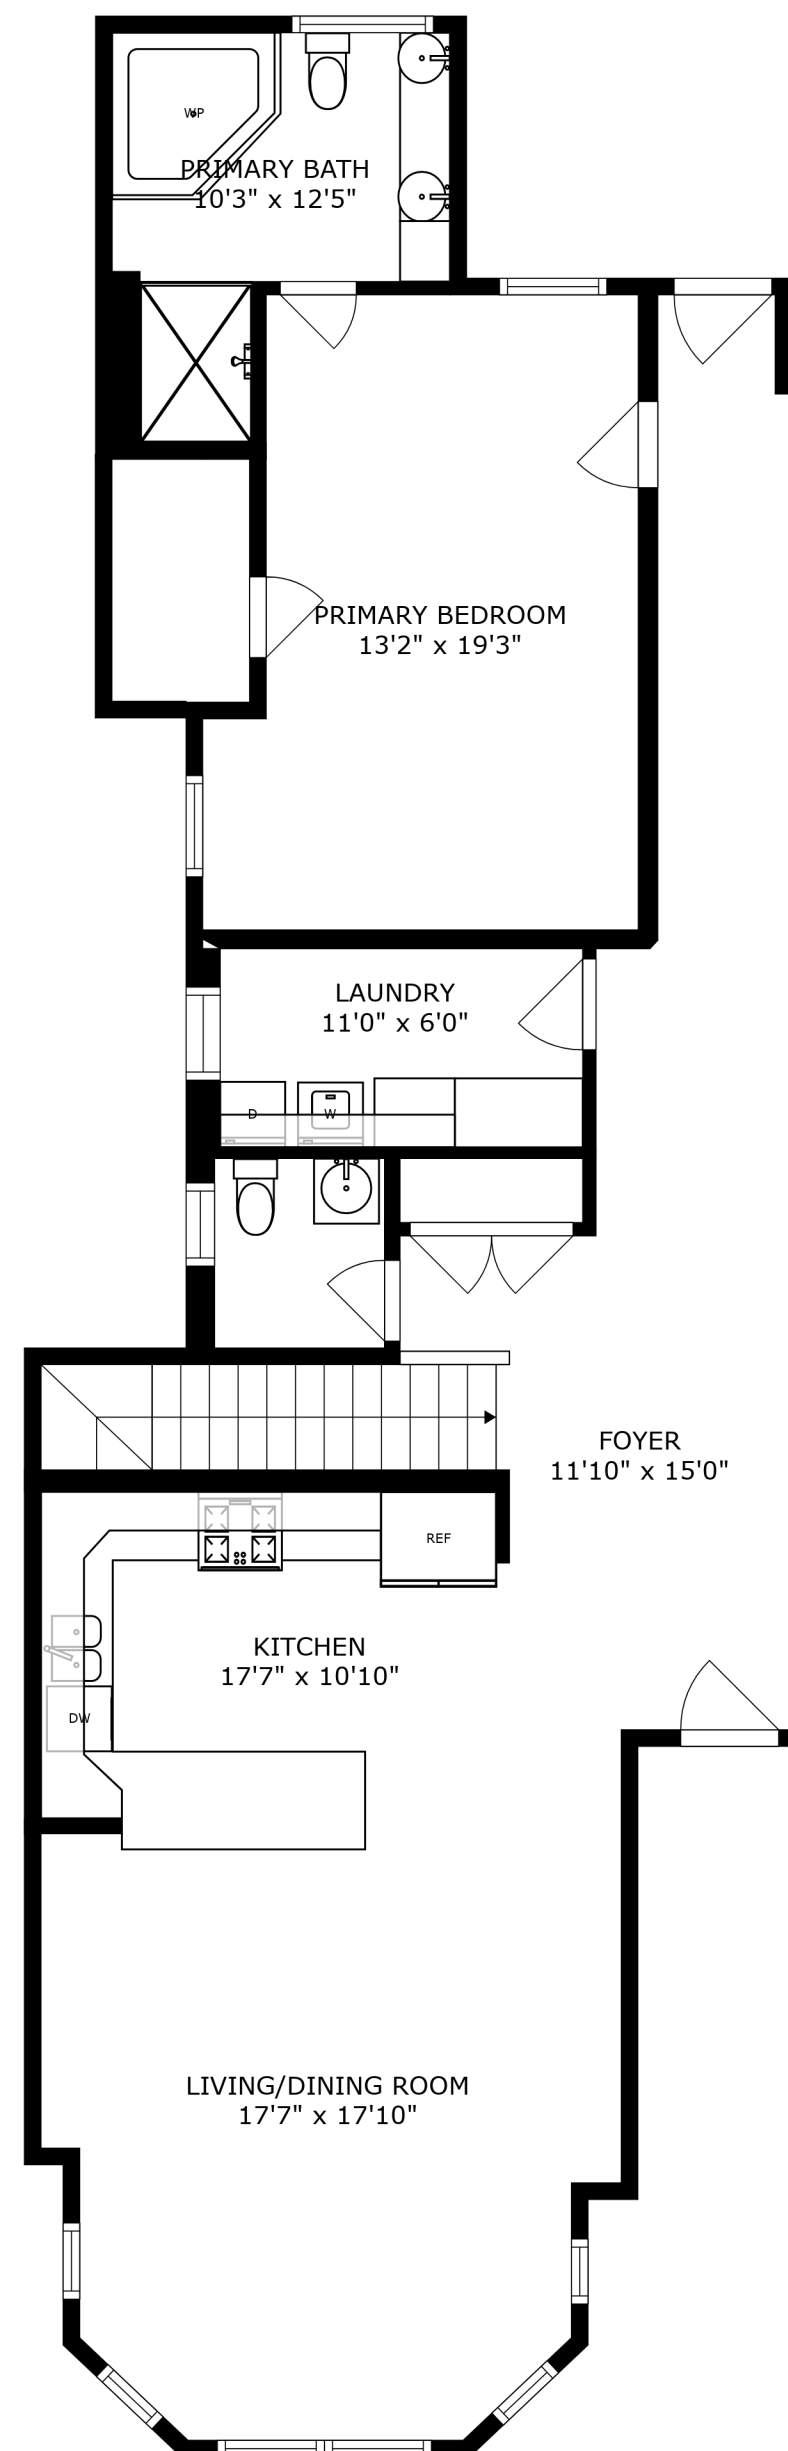 WP
PRIMARY BATH
10'3" x 12'5"
PRIMARY BEDROOM
13'2" x 19'3"
LAUNDRY
11'0" x 6'0"
D
W
FOYER
11'10" x 15'0"
REF
KITCHEN
17'7" x 10'10"
DW
LIVING/DINING ROOM
17'7" x 17'10"